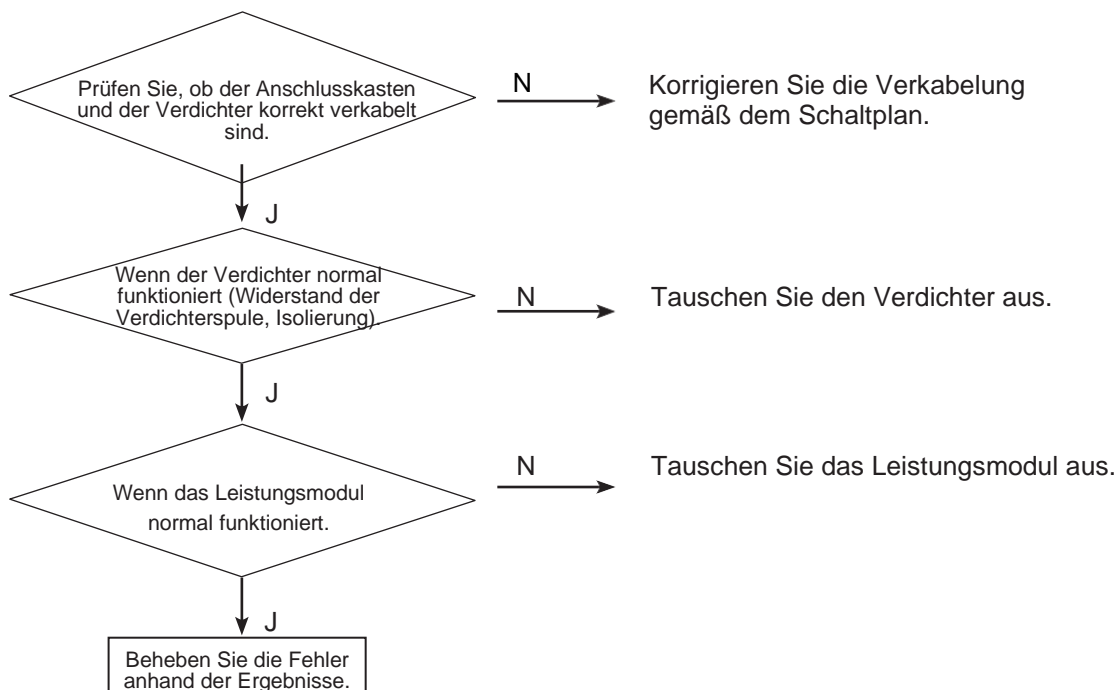 Prüfen Sie, ob der Anschlusskasten
und der Verdichter korrekt verkabelt
sind.
N
Korrigieren Sie die Verkabelung
gemäß dem Schaltplan.
J
Wenn der Verdichter normal
funktioniert (Widerstand der
Verdichterspule, Isolierung).
N
Tauschen Sie den Verdichter aus.
J
Wenn das Leistungsmodul
normal funktioniert.
N
Tauschen Sie das Leistungsmodul aus.
J
Beheben Sie die Fehler
anhand der Ergebnisse.